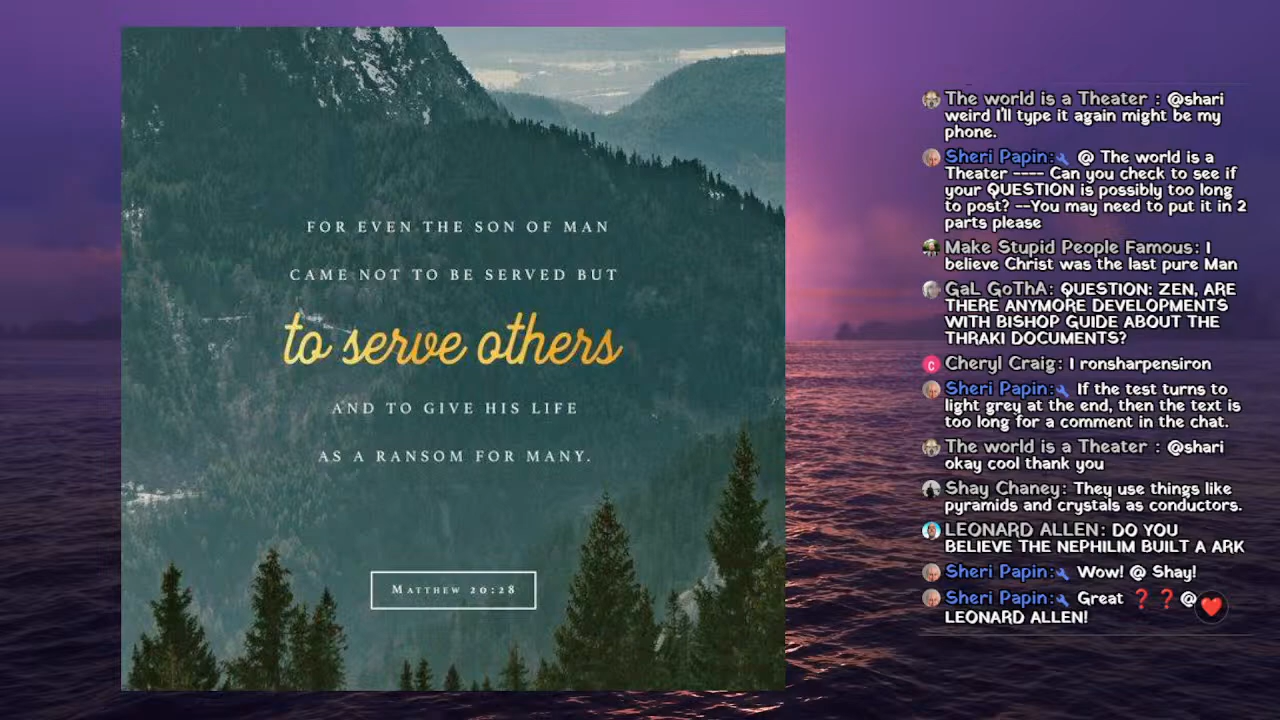 FOR EVEN THE SON OF MAN
CAME NOT TO BE SERVED BUT
to serve others
AND TO GIVE HIS LIFE
AS A RANSOM FOR MANY.
MATTHEW 20:28
The world is a Theater : @shari
weird I'll type it again might be my
phone.
Sheri Papin: @ The world is a
Theater ---- Can you check to see if
your QUESTION is possibly too long
to post? --You may need to put it in 2
parts please
Make Stupid People Famous: I
believe Christ was the last pure Man
GaL GoThA: QUESTION: ZEN, ARE
THERE ANYMORE DEVELOPMENTS
WITH BISHOP GUIDE ABOUT THE
THRAKI DOCUMENTS?
C Cheryl Craig: I ronsharpensiron
Sheri Papin: If the test turns to
light grey at the end, then the text is
too long for a comment in the chat.
The world is a Theater : @shari
okay cool thank you
Shay Chaney: They use things like
pyramids and crystals as conductors.
LEONARD ALLEN: DO YOU
BELIEVE THE NEPHILIM BUILT A ARK
Sheri Papin: Wow! @ Shay!
Sheri Papin: Great ❓ ❓ @
LEONARD ALLEN!